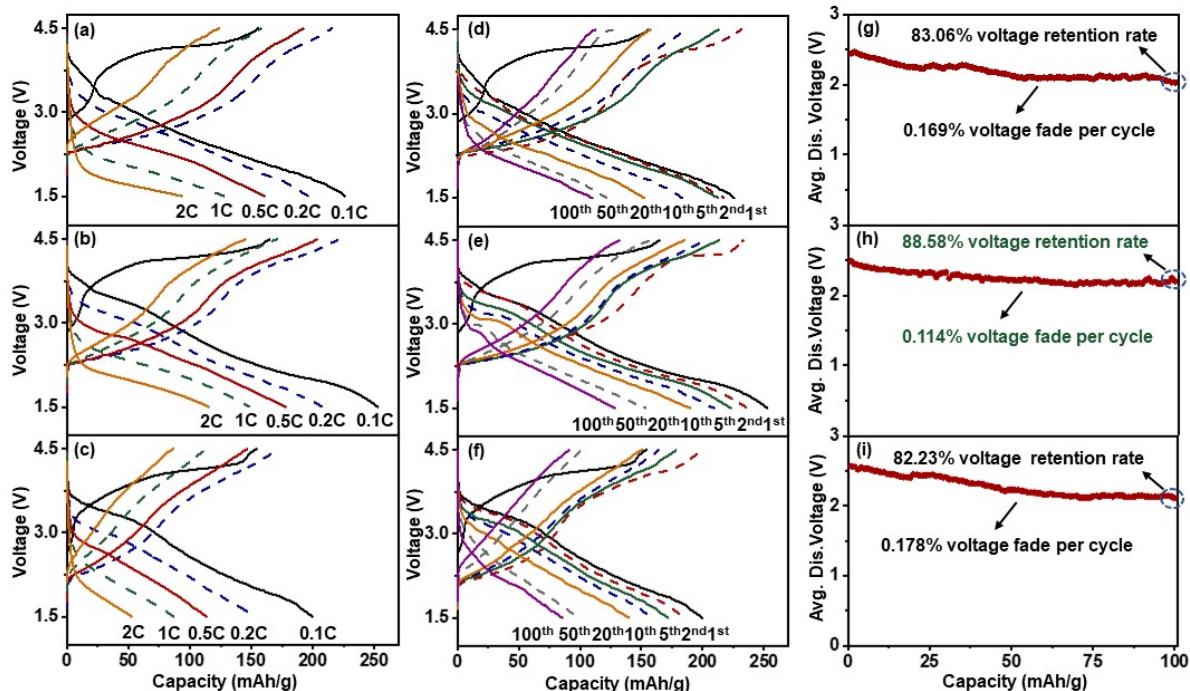 (a)
4.5
3.0
1.5
Voltage (V)
2C 1C 0.5C 0.2C 0.1C
(b)
4.5
3.0
1.5
Voltage (V)
2C 1C 0.5C 0.2C 0.1C
(c)
4.5
3.0
1.5
Voltage (V)
2C 1C 0.5C 0.2C 0.1C
0 50 100 150 200 250
Capacity (mAh/g)
(d)
4.5
3.0
1.5
Voltage (V)
100th 50th 20th 10th 5th 2nd 1st
(e)
4.5
3.0
1.5
Voltage (V)
100th 50th 20th 10th 5th 2nd 1st
(f)
4.5
3.0
1.5
Voltage (V)
100th 50th 20th 10th 5th 2nd 1st
0 50 100 150 200 250
Capacity (mAh/g)
3
(g)
83.06% voltage retention rate
2
0.169% voltage fade per cycle
1
Avg. Dis. Voltage (V)
3
(h)
88.58% voltage retention rate
2
0.114% voltage fade per cycle
1
Avg. Dis.Voltage (V)
3
(i)
82.23% voltage retention rate
2
0.178% voltage fade per cycle
1
0
Avg. Dis.Voltage (V)
0 25 50 75 100
Capacity (mAh/g)